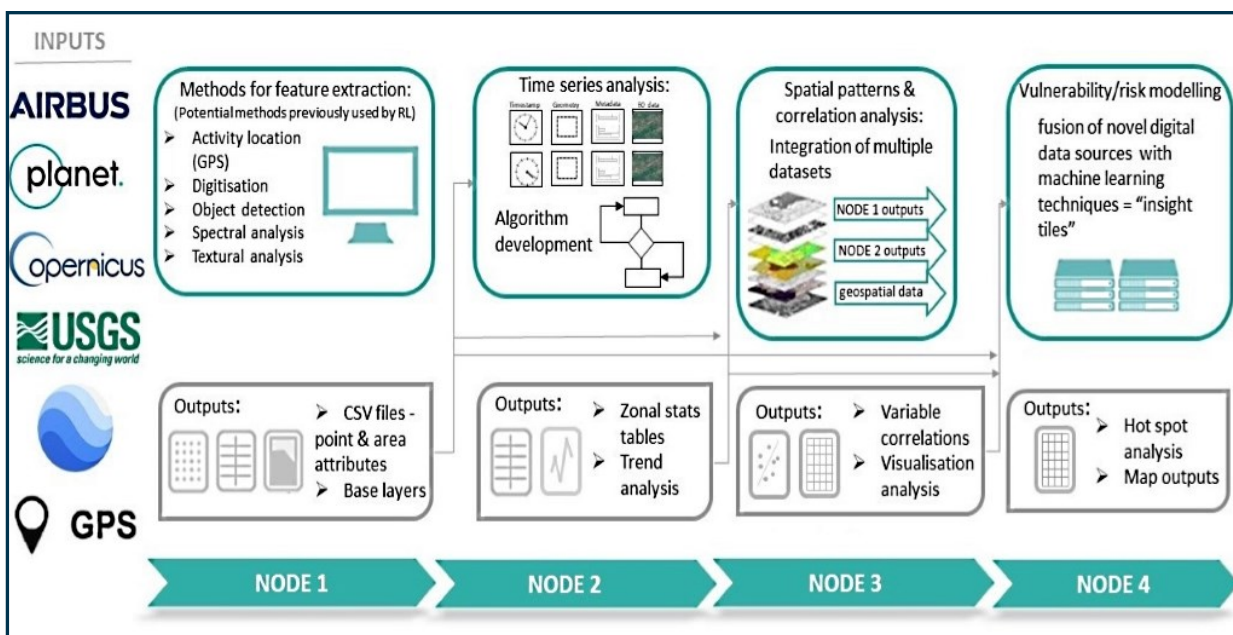 INPUTS
AIRBUS
planet.
Copernicus
USGS
science for a changing world
GPS
Methods for feature extraction:
(Potential methods previously used by RL)
➤ Activity location
(GPS)
➤ Digitisation
➤ Object detection
➤ Spectral analysis
➤ Textural analysis
Outputs:
➤ CSV files -
point & area
attributes
➤ Base layers
NODE 1
Time series analysis:
Timestamp Geometry Metadata EO data
Algorithm
development
Outputs:
➤ Zonal stats
tables
➤ Trend
analysis
NODE 2
Spatial patterns &
correlation analysis:
Integration of multiple
datasets
NODE 1 outputs
NODE 2 outputs
geospatial data
Outputs:
➤ Variable
correlations
➤ Visualisation
analysis
NODE 3
Vulnerability/risk modelling
fusion of novel digital
data sources with
machine learning
techniques = “insight
tiles”
Outputs:
➤ Hot spot
analysis
➤ Map outputs
NODE 4